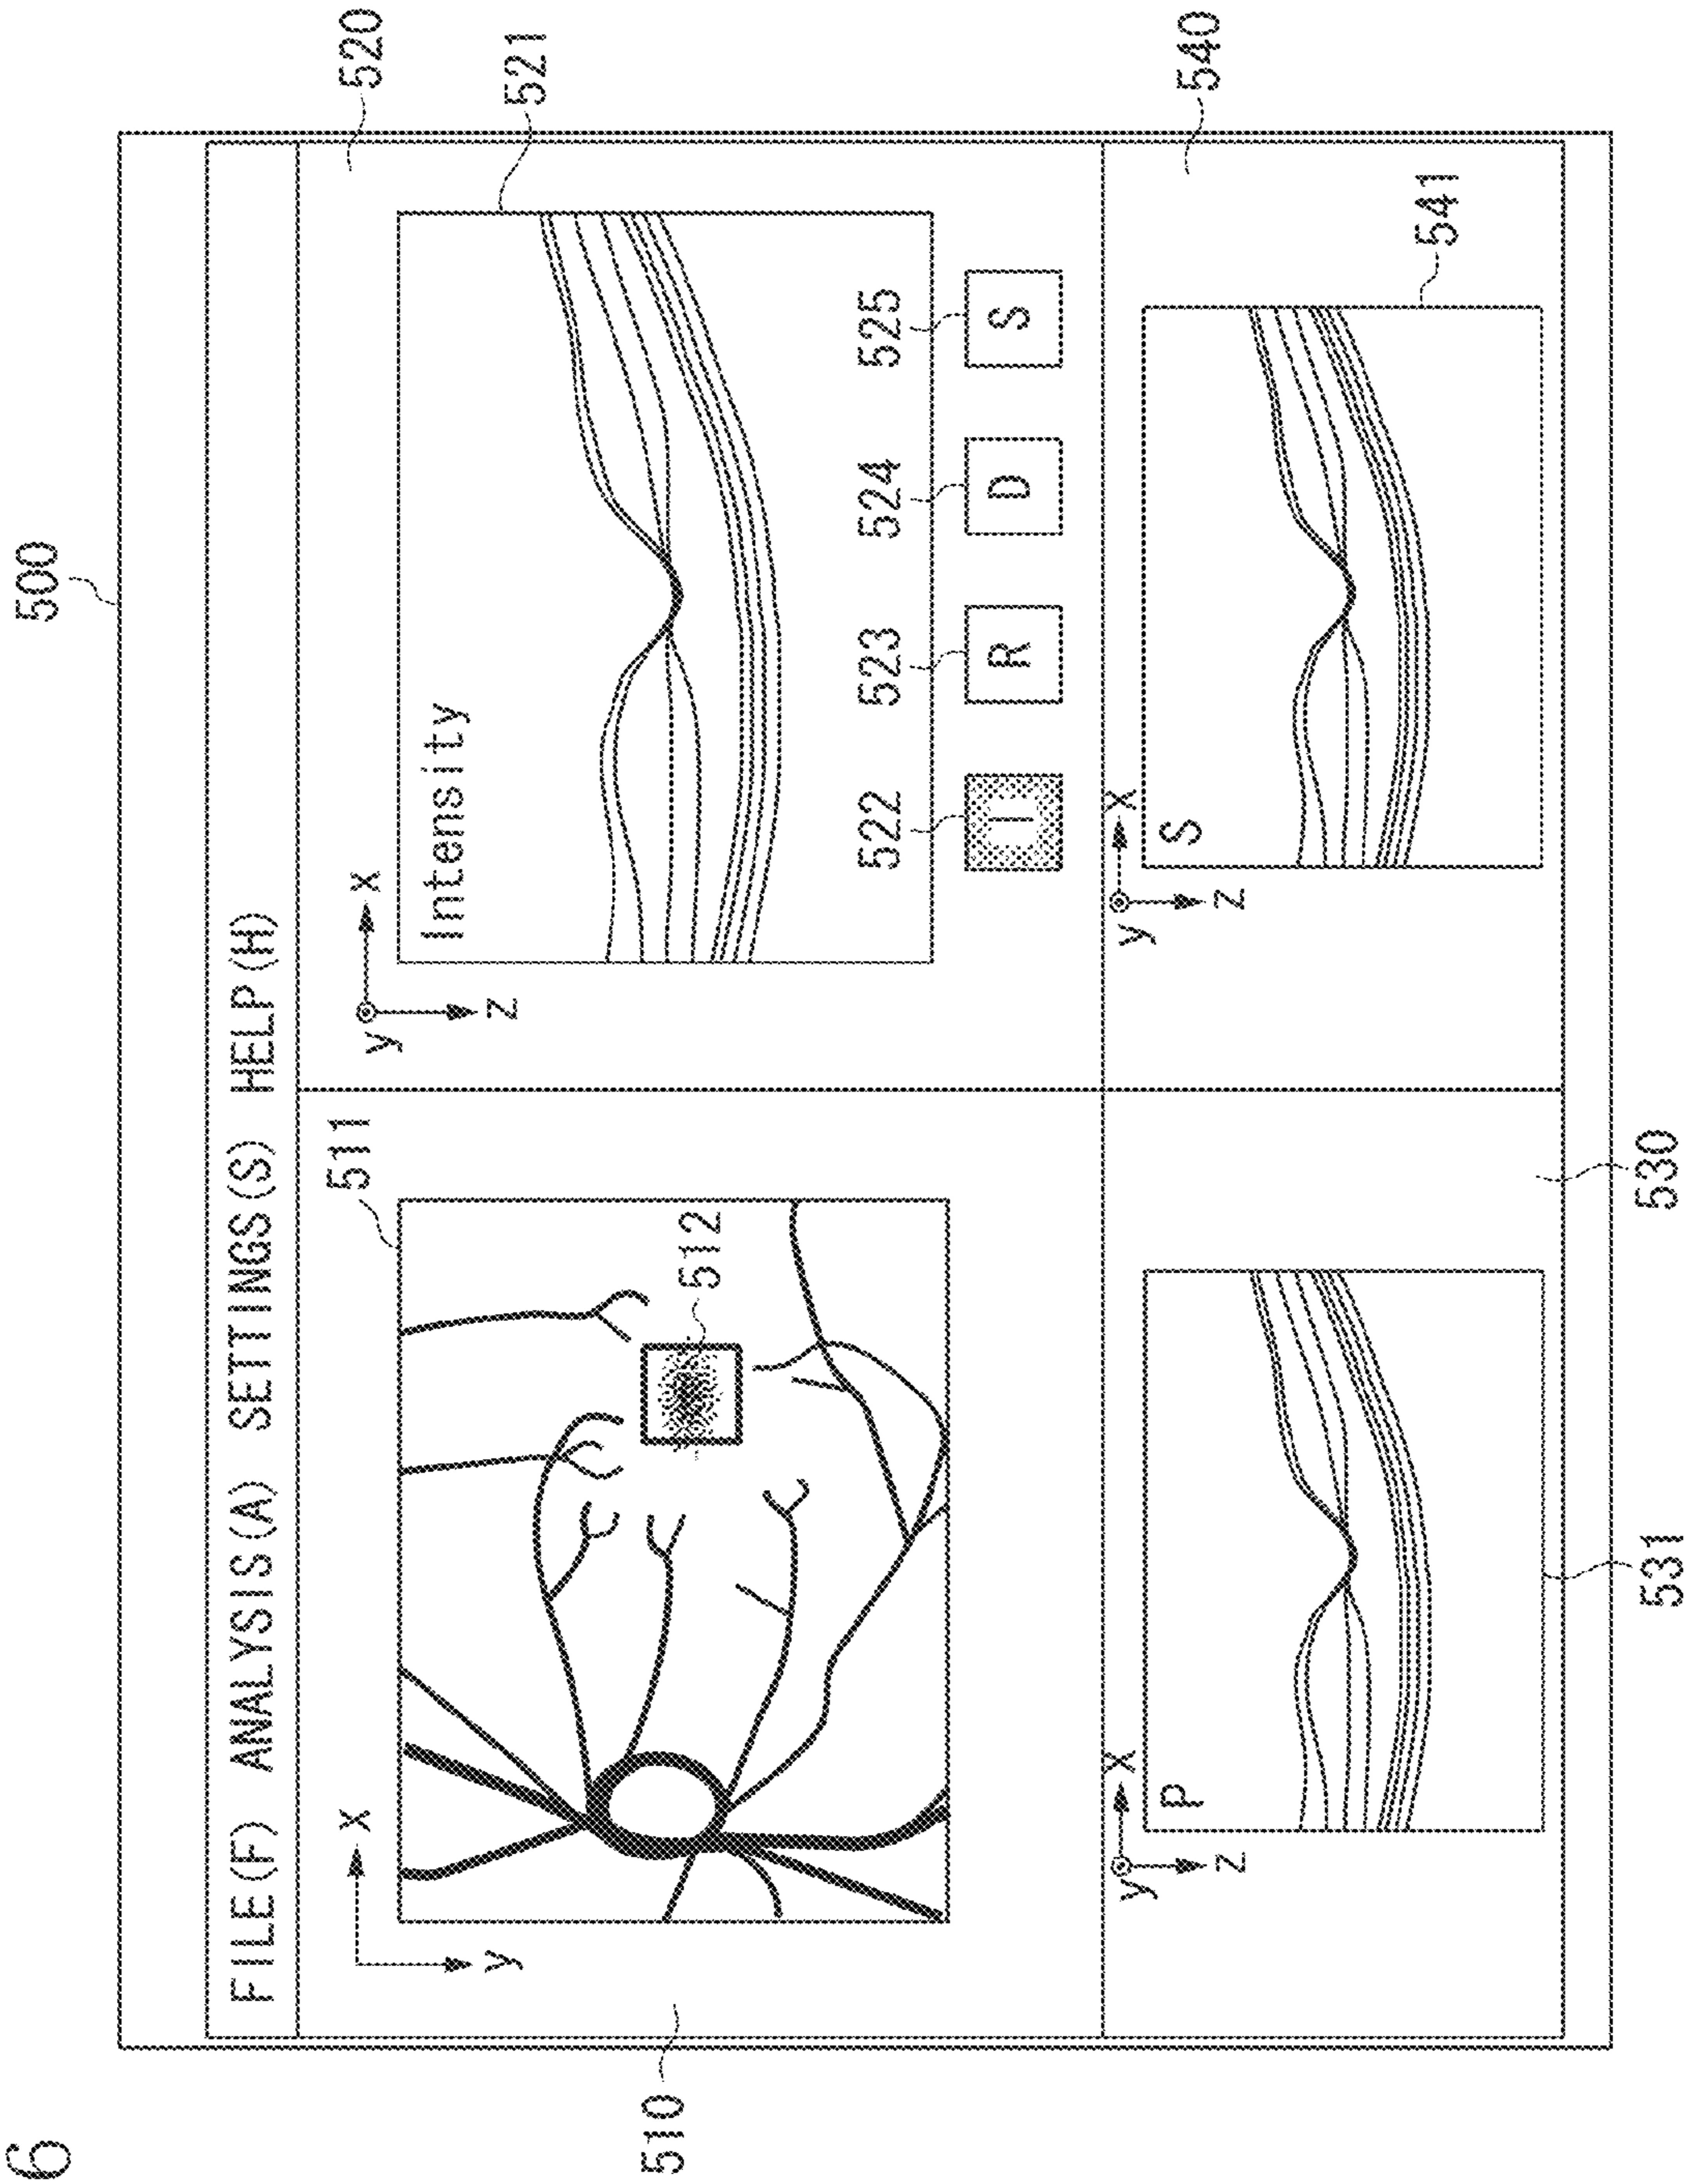 6
500
FILE(F) ANALYSIS(A) SETTINGS(S) HELP(H)
x
y
510
511
512
x
y
z
520
521
Intensity
522
523
524
525
I
R
D
S
x
y
z
P
530
531
x
y
z
S
540
541